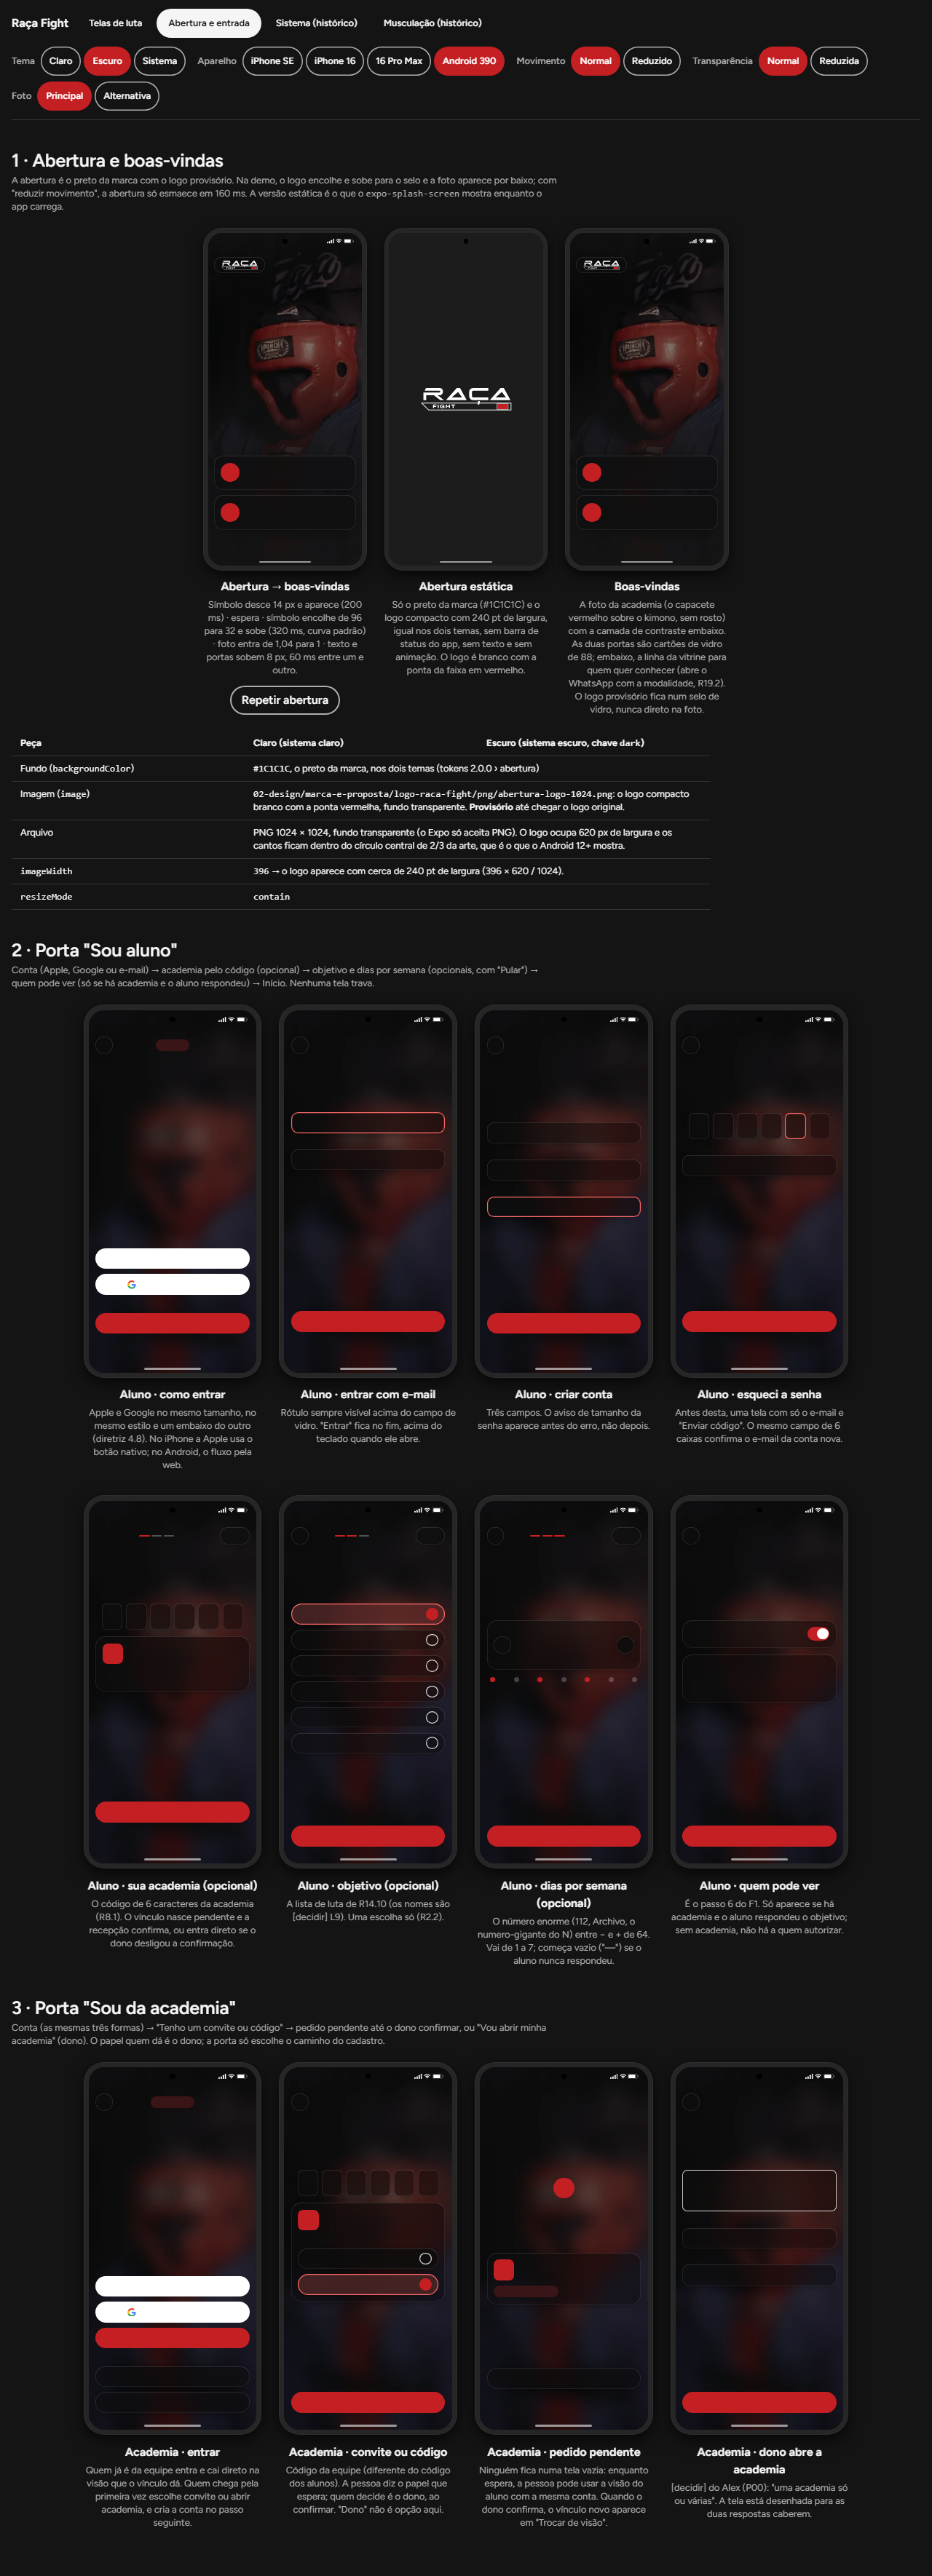 Raça Fight Telas de luta Abertura e entrada Sistema (histórico) Musculação (histórico)
Tema Claro Escuro Sistema Aparelho iPhone SE iPhone 16 16 Pro Max Android 390 Movimento Normal Reduzido Transparência Normal Reduzida
Foto Principal Alternativa
1 · Abertura e boas-vindas
A abertura é o preto da marca com o logo provisório. Na demo, o logo encolhe e sobe para o selo e a foto aparece por baixo; com
"reduzir movimento", a abertura só esmaece em 160 ms. A versão estática é o que o expo-splash-screen mostra enquanto o
app carrega.
RAÇA
FIGHT
RAÇA
FIGHT
RAÇA
FIGHT
Abertura → boas-vindas
Símbolo desce 14 px e aparece (200
ms) · espera · símbolo encolhe de 96
para 32 e sobe (320 ms, curva padrão)
· foto entra de 1,04 para 1 · texto e
portas sobem 8 px, 60 ms entre um e
outro.
Repetir abertura
Abertura estática
Só o preto da marca (#1C1C1C) e o
logo compacto com 240 pt de largura,
igual nos dois temas, sem barra de
status do app, sem texto e sem
animação. O logo é branco com a
ponta da faixa em vermelho.
Boas-vindas
A foto da academia (o capacete
vermelho sobre o kimono, sem rosto)
com a camada de contraste embaixo.
As duas portas são cartões de vidro
de 88; embaixo, a linha da vitrine para
quem quer conhecer (abre o
WhatsApp com a modalidade, R19.2).
O logo provisório fica num selo de
vidro, nunca direto na foto.
Peça Claro (sistema claro) Escuro (sistema escuro, chave dark)
Fundo (backgroundColor) #1C1C1C, o preto da marca, nos dois temas (tokens 2.0.0 › abertura)
Imagem (image) 02-design/marca-e-proposta/logo-raca-fight/png/abertura-logo-1024.png: o logo compacto
branco com a ponta vermelha, fundo transparente. Provisório até chegar o logo original.
Arquivo PNG 1024 × 1024, fundo transparente (o Expo só aceita PNG). O logo ocupa 620 px de largura e os
cantos ficam dentro do círculo central de 2/3 da arte, que é o que o Android 12+ mostra.
imageWidth 396 → o logo aparece com cerca de 240 pt de largura (396 × 620 / 1024).
resizeMode contain
2 · Porta "Sou aluno"
Conta (Apple, Google ou e-mail) → academia pelo código (opcional) → objetivo e dias por semana (opcionais, com "Pular") →
quem pode ver (só se há academia e o aluno respondeu) → Início. Nenhuma tela trava.
Aluno · como entrar
Apple e Google no mesmo tamanho, no
mesmo estilo e um embaixo do outro
(diretriz 4.8). No iPhone a Apple usa o
botão nativo; no Android, o fluxo pela
web.
Aluno · entrar com e-mail
Rótulo sempre visível acima do campo de
vidro. "Entrar" fica no fim, acima do
teclado quando ele abre.
Aluno · criar conta
Três campos. O aviso de tamanho da
senha aparece antes do erro, não depois.
Aluno · esqueci a senha
Antes desta, uma tela com só o e-mail e
"Enviar código". O mesmo campo de 6
caixas confirma o e-mail da conta nova.
Aluno · sua academia (opcional)
O código de 6 caracteres da academia
(R8.1). O vínculo nasce pendente e a
recepção confirma, ou entra direto se o
dono desligou a confirmação.
Aluno · objetivo (opcional)
A lista de luta de R14.10 (os nomes são
[decidir] L9). Uma escolha só (R2.2).
Aluno · dias por semana
(opcional)
O número enorme (112, Archivo, o
numero-gigante do N) entre − e + de 64.
Vai de 1 a 7; começa vazio ("—") se o
aluno nunca respondeu.
Aluno · quem pode ver
É o passo 6 do F1. Só aparece se há
academia e o aluno respondeu o objetivo;
sem academia, não há a quem autorizar.
3 · Porta "Sou da academia"
Conta (as mesmas três formas) → "Tenho um convite ou código" → pedido pendente até o dono confirmar, ou "Vou abrir minha
academia" (dono). O papel quem dá é o dono; a porta só escolhe o caminho do cadastro.
Academia · entrar
Quem já é da equipe entra e cai direto na
visão que o vínculo dá. Quem chega pela
primeira vez escolhe convite ou abrir
academia, e cria a conta no passo
seguinte.
Academia · convite ou código
Código da equipe (diferente do código
dos alunos). A pessoa diz o papel que
espera; quem decide é o dono, ao
confirmar. "Dono" não é opção aqui.
Academia · pedido pendente
Ninguém fica numa tela vazia: enquanto
espera, a pessoa pode usar a visão do
aluno com a mesma conta. Quando o
dono confirma, o vínculo novo aparece
em "Trocar de visão".
Academia · dono abre a
academia
[decidir] do Alex (P00): "uma academia só
ou várias". A tela está desenhada para as
duas respostas caberem.